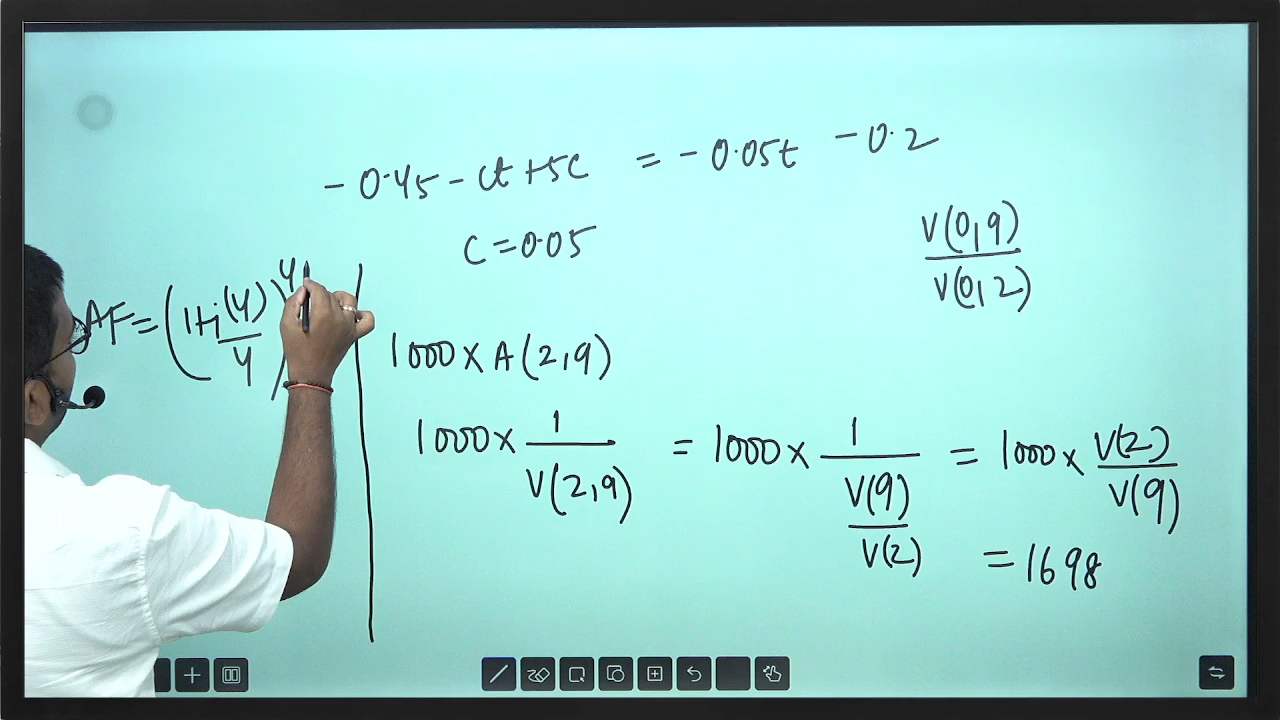 - 0.45 - ct + 5c = - 0.05t - 0.2
c = 0.05
V(0,9)
V(0,2)
AF = (1+i(4)/4)4
1000 × A(2,9)
1000 × 1/V(2,9) = 1000 × 1/(V(9)/V(2)) = 1000 × V(2)/V(9)
= 1698